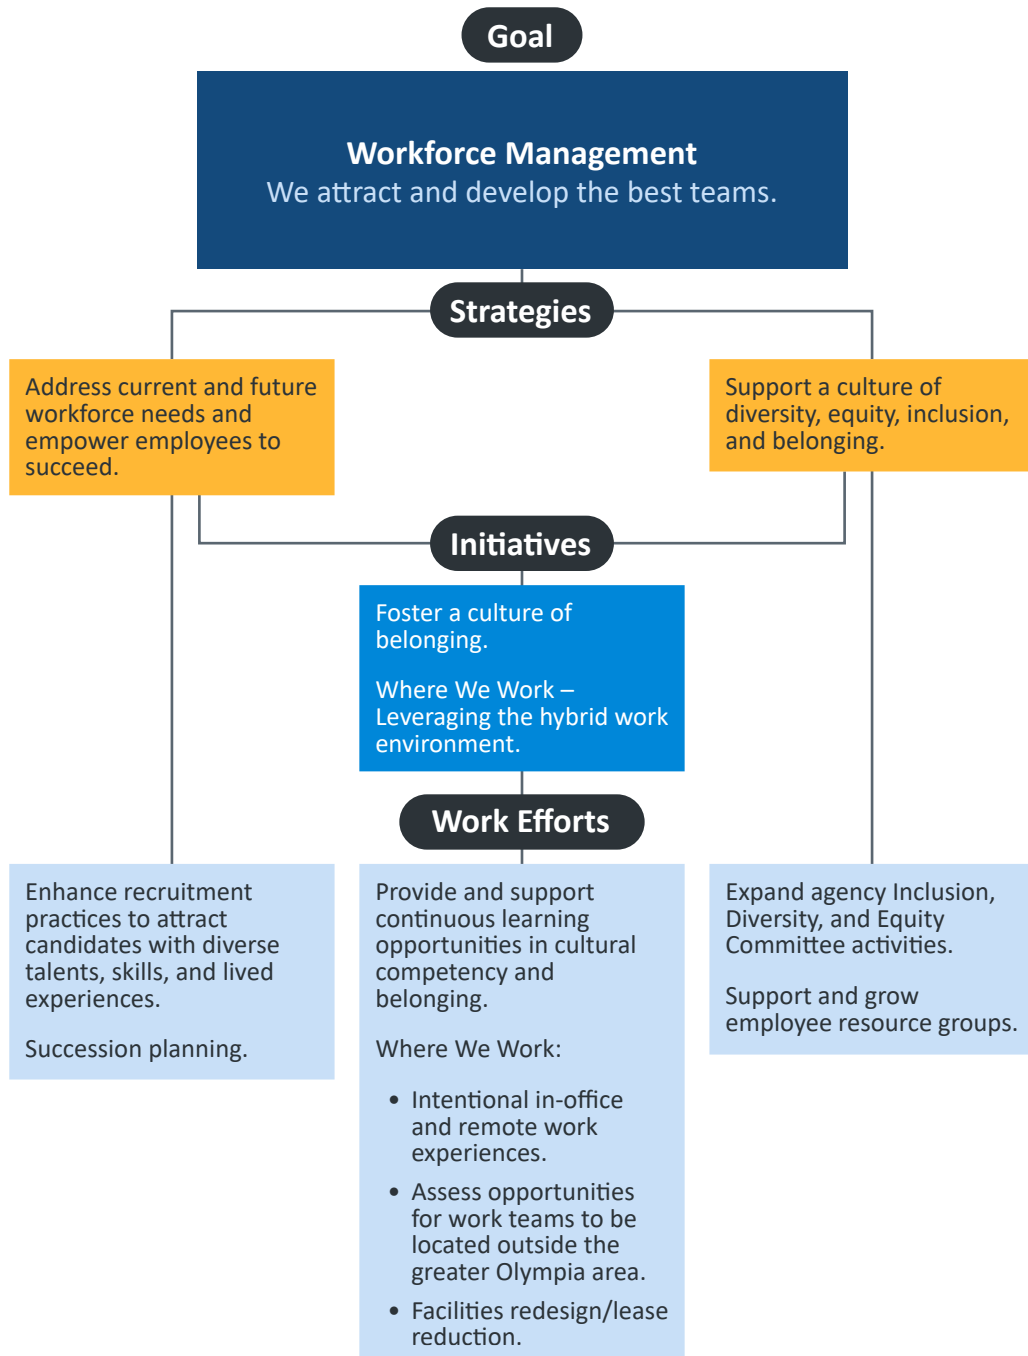 Goal
Workforce Management
We attract and develop the best teams.
Strategies
Address current and future
workforce needs and
empower employees to
succeed.
Support a culture of
diversity, equity, inclusion,
and belonging.
Initiatives
Foster a culture of
belonging.
Where We Work –
Leveraging the hybrid work
environment.
Work Efforts
Enhance recruitment
practices to attract
candidates with diverse
talents, skills, and lived
experiences.
Succession planning.
Provide and support
continuous learning
opportunities in cultural
competency and
belonging.
Where We Work:
• Intentional in-office
and remote work
experiences.
• Assess opportunities
for work teams to be
located outside the
greater Olympia area.
• Facilities redesign/lease
reduction.
Expand agency Inclusion,
Diversity, and Equity
Committee activities.
Support and grow
employee resource groups.